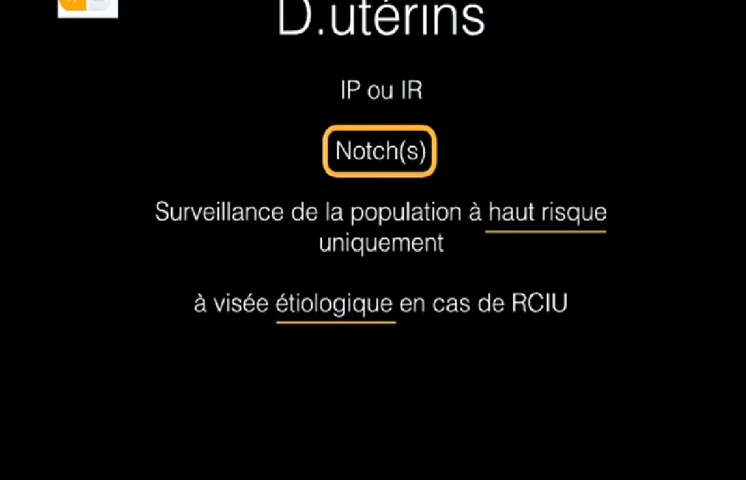 D.utérins
IP ou IR
Notch(s)
Surveillance de la population à haut risque
uniquement
à visée étiologique en cas de RCIU